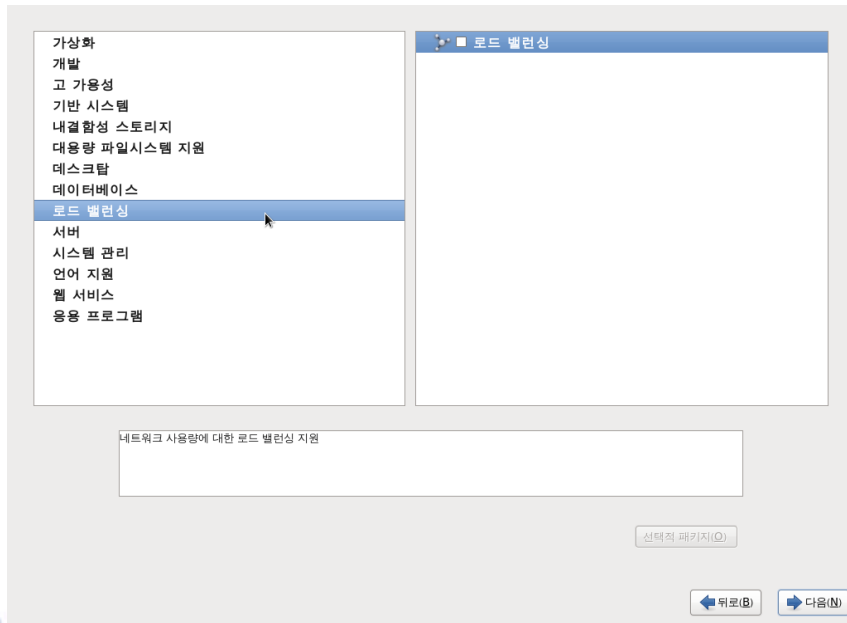 가상화
개발
고 가용성
기반 시스템
내결함성 스토리지
대용량 파일시스템 지원
데스크탑
데이터베이스
로드 밸런싱
서버
시스템 관리
언어 지원
웹 서비스
응용 프로그램
로드 밸런싱
네트워크 사용량에 대한 로드 밸런싱 지원
선택적 패키지(O)
뒤로(B)
다음(N)